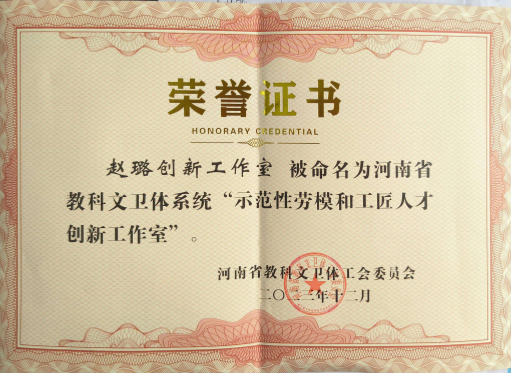 荣誉证书
HONORARY CREDENTIAL
赵璐创新工作室 被命名为河南省
教科文卫体系统“示范性劳模和工匠人才
创新工作室”。
河南省教科文卫体工会委员会
二〇二三年十二月